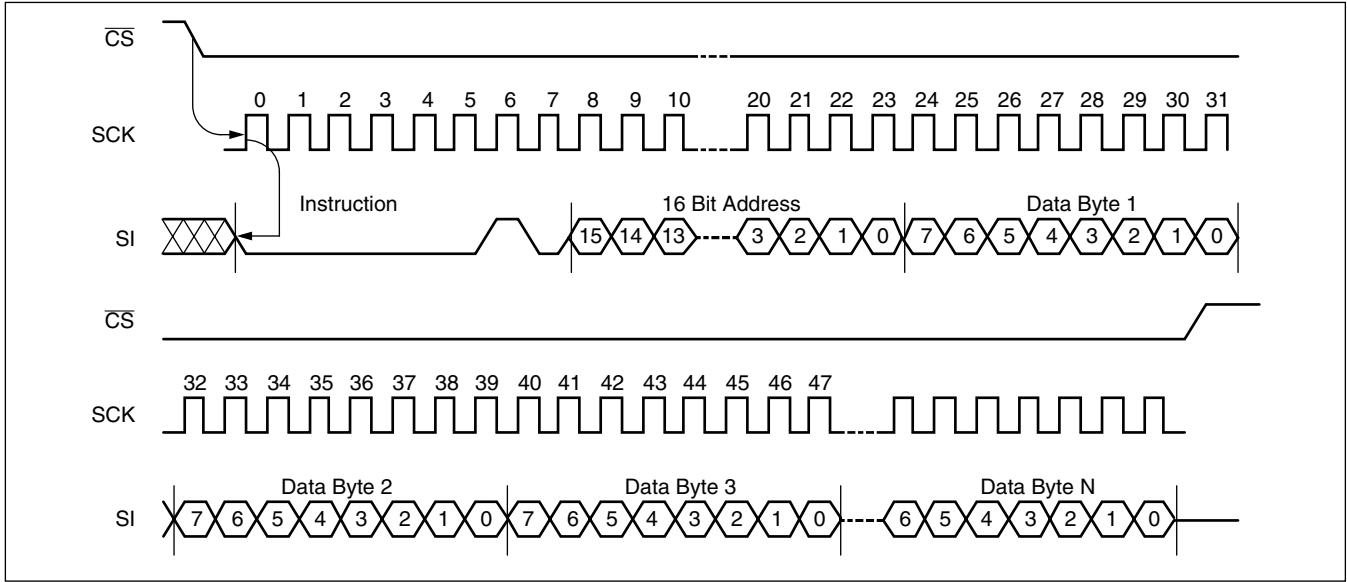 CS
0 1 2 3 4 5 6 7 8 9 10 20 21 22 23 24 25 26 27 28 29 30 31
SCK
Instruction 16 Bit Address Data Byte 1
SI 15 14 13 3 2 1 0 7 6 5 4 3 2 1 0
CS
32 33 34 35 36 37 38 39 40 41 42 43 44 45 46 47
SCK
Data Byte 2 Data Byte 3 Data Byte N
SI 7 6 5 4 3 2 1 0 7 6 5 4 3 2 1 0 6 5 4 3 2 1 0